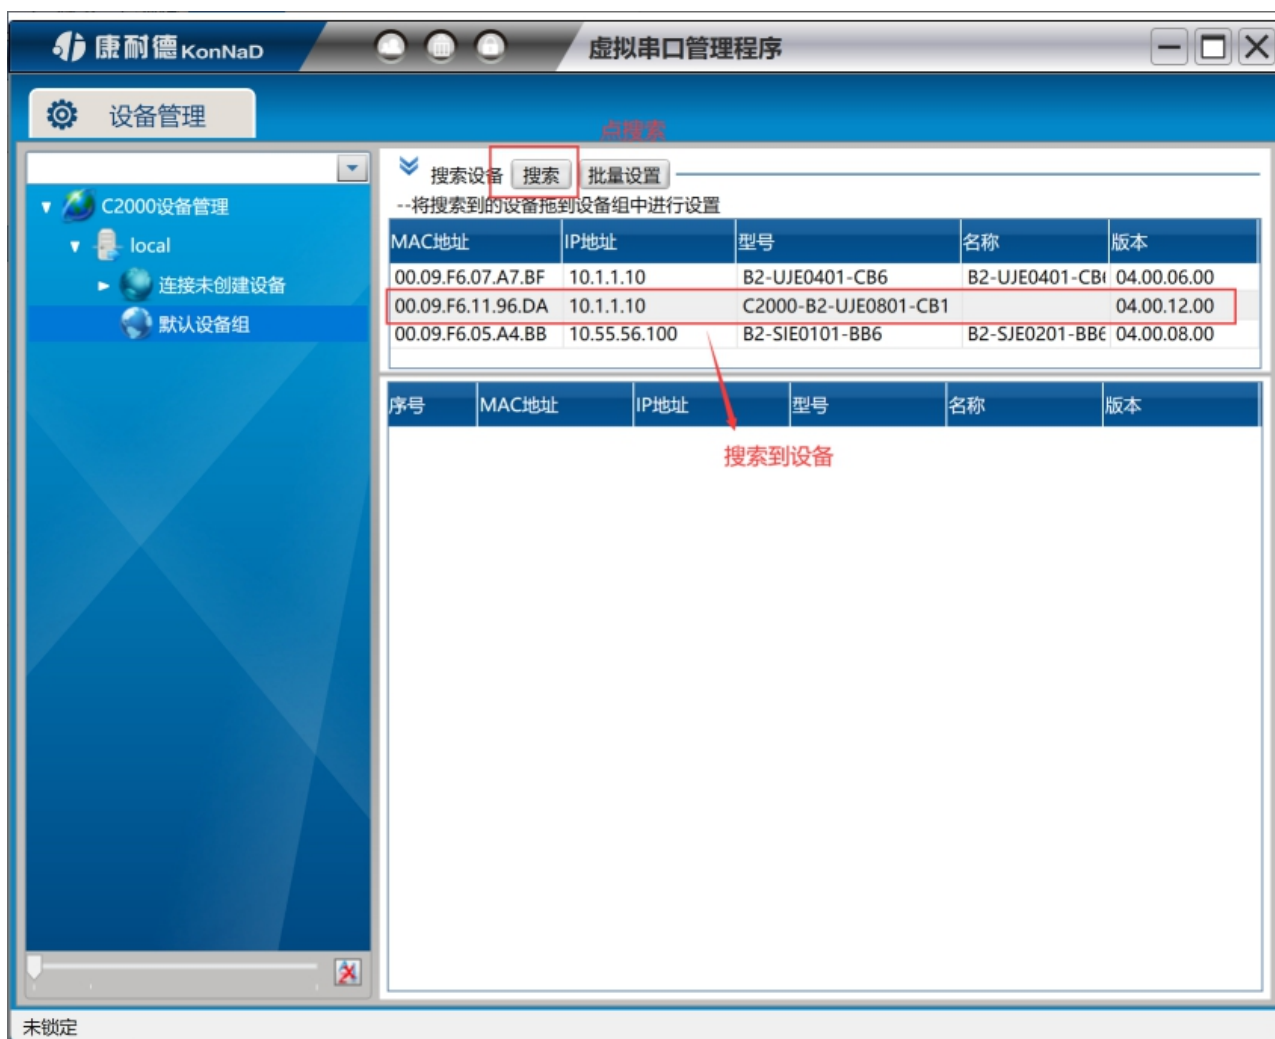 康耐德 KonNaD
虚拟串口管理程序
设备管理
点搜索
搜索设备 搜索 批量设置
--将搜索到的设备拖到设备组中进行设置
C2000设备管理
local
连接未创建设备
默认设备组
MAC地址 IP地址 型号 名称 版本
00.09.F6.07.A7.BF 10.1.1.10 B2-UJE0401-CB6 B2-UJE0401-CB 04.00.06.00
00.09.F6.11.96.DA 10.1.1.10 C2000-B2-UJE0801-CB1 04.00.12.00
00.09.F6.05.A4.BB 10.55.56.100 B2-SIE0101-BB6 B2-SJE0201-BB6 04.00.08.00
序号 MAC地址 IP地址 型号 名称 版本
搜索到设备
未锁定